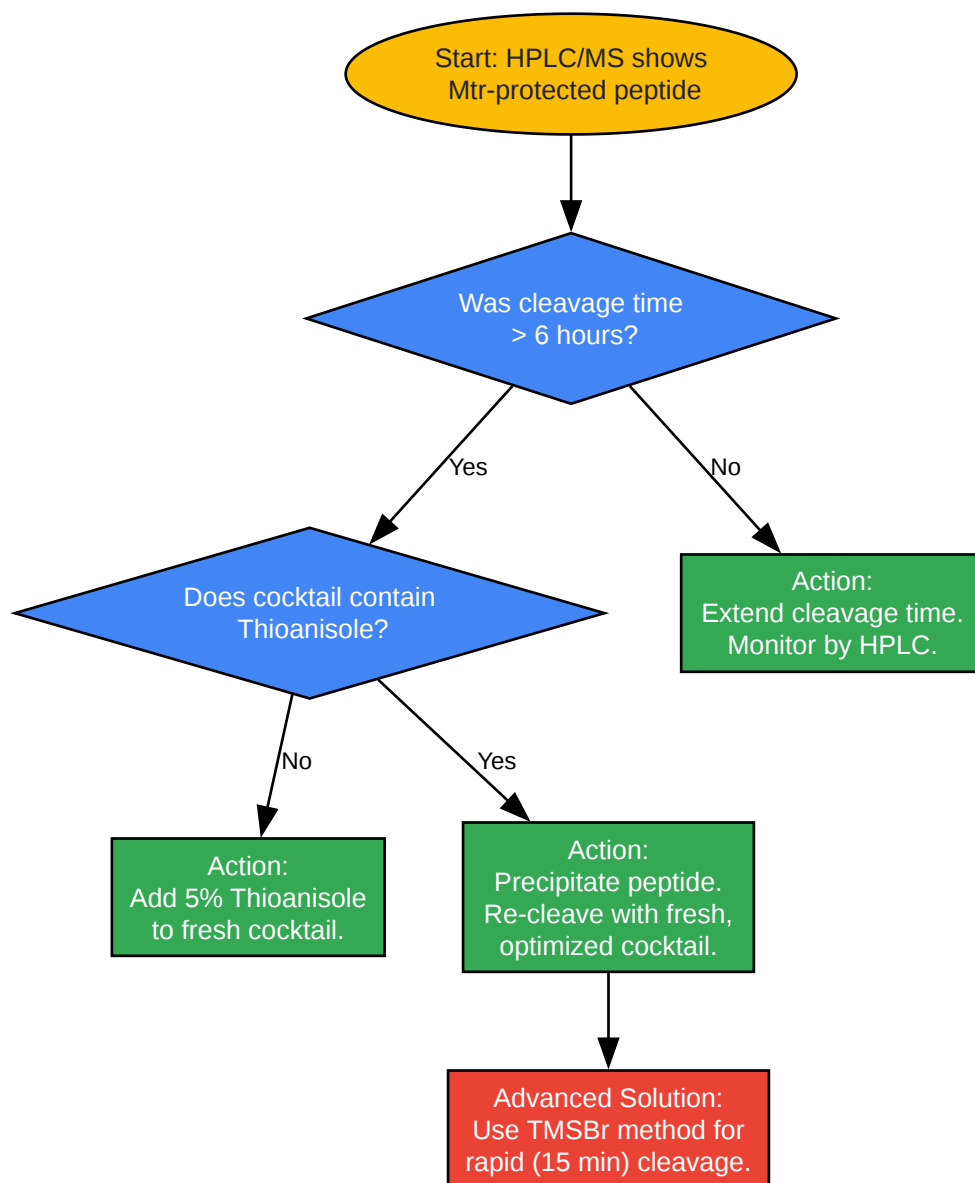 Start: HPLC/MS shows
Mtr-protected peptide
Was cleavage time
> 6 hours?
Yes
No
Does cocktail contain
Thioanisole?
Action:
Extend cleavage time.
Monitor by HPLC.
No
Yes
Action:
Add 5% Thioanisole
to fresh cocktail.
Action:
Precipitate peptide.
Re-cleave with fresh,
optimized cocktail.
Advanced Solution:
Use TMSBr method for
rapid (15 min) cleavage.